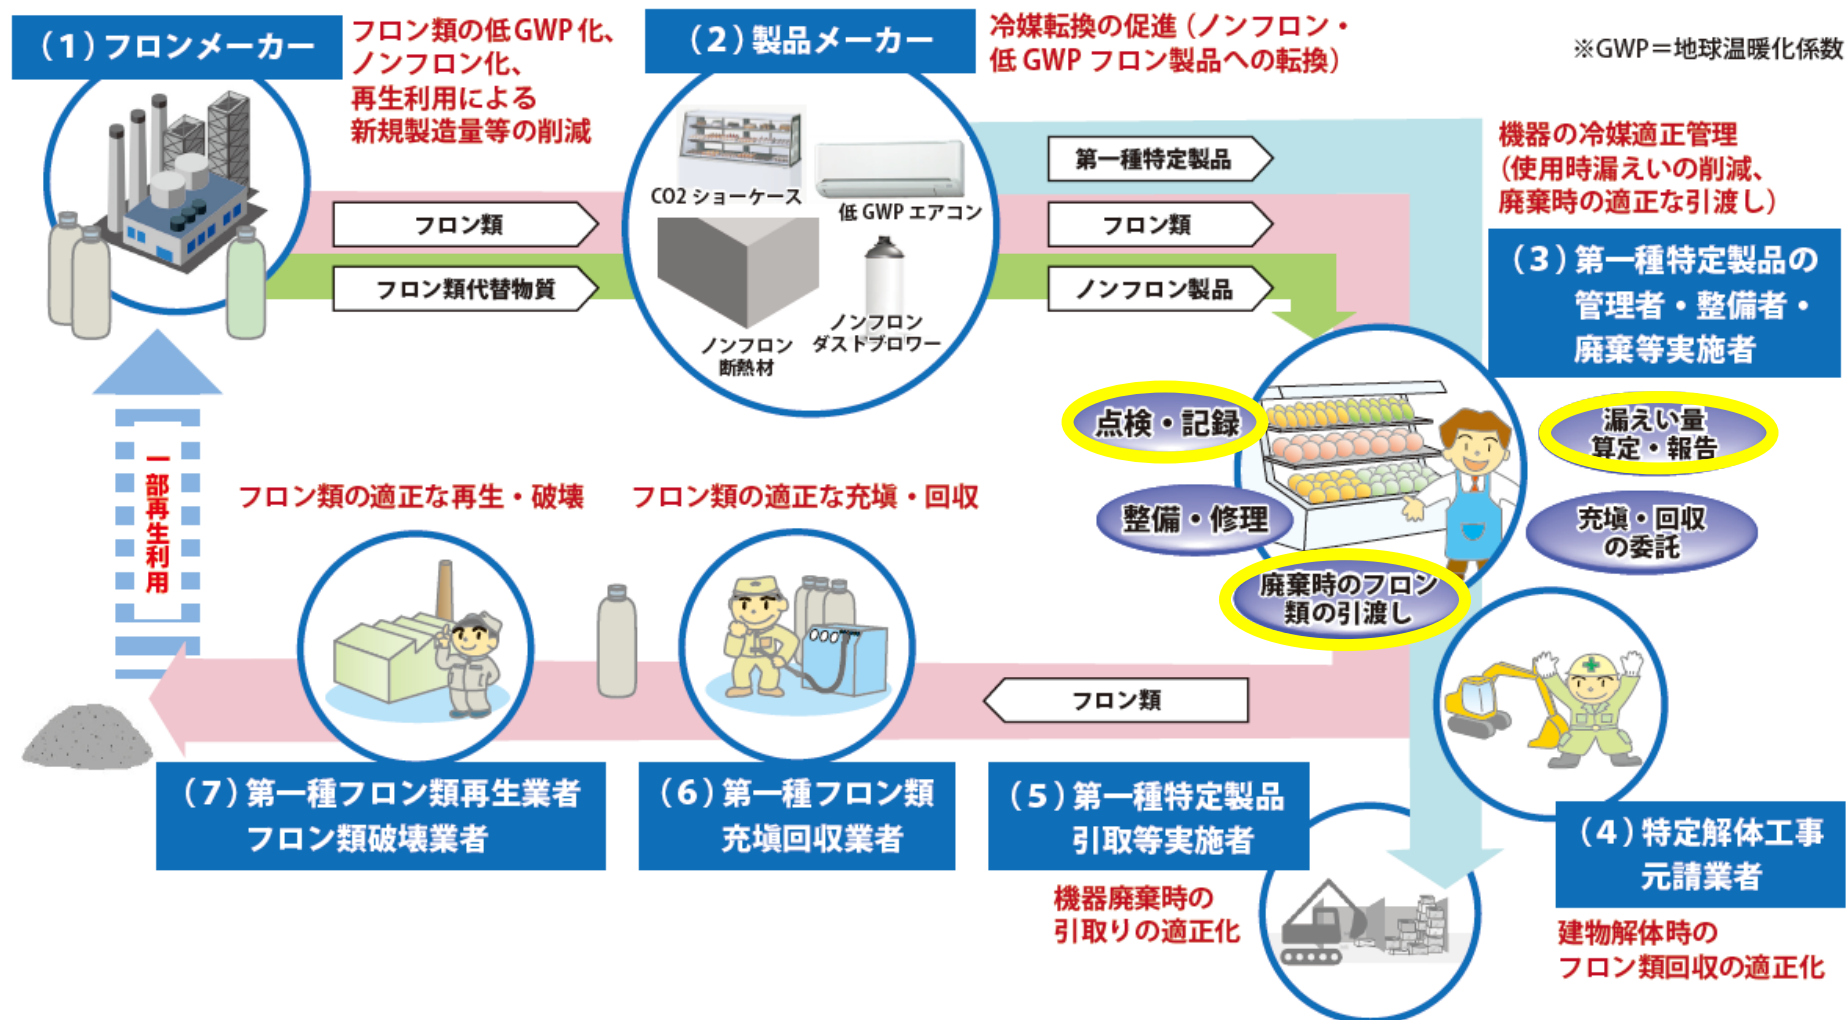 (1)フロンメーカー
フロン類の低GWP化、
ノンフロン化、
再生利用による
新規製造量等の削減
(2)製品メーカー
冷媒転換の促進(ノンフロン・
低GWPフロン製品への転換)
※GWP=地球温暖化係数
CO2ショーケース
低GWPエアコン
ノンフロン
断熱材
ノンフロン
ダストブロワー
フロン類
フロン類代替物質
第一種特定製品
フロン類
ノンフロン製品
機器の冷媒適正管理
(使用時漏えいの削減、
廃棄時の適正な引渡し)
(3)第一種特定製品の
管理者・整備者・
廃棄等実施者
点検・記録
漏えい量
算定・報告
整備・修理
充塡・回収
の委託
廃棄時のフロン
類の引渡し
一部再生利用
フロン類の適正な再生・破壊
フロン類の適正な充塡・回収
フロン類
(7)第一種フロン類再生業者
フロン類破壊業者
(6)第一種フロン類
充塡回収業者
(5)第一種特定製品
引取等実施者
機器廃棄時の
引取りの適正化
(4)特定解体工事
元請業者
建物解体時の
フロン類回収の適正化